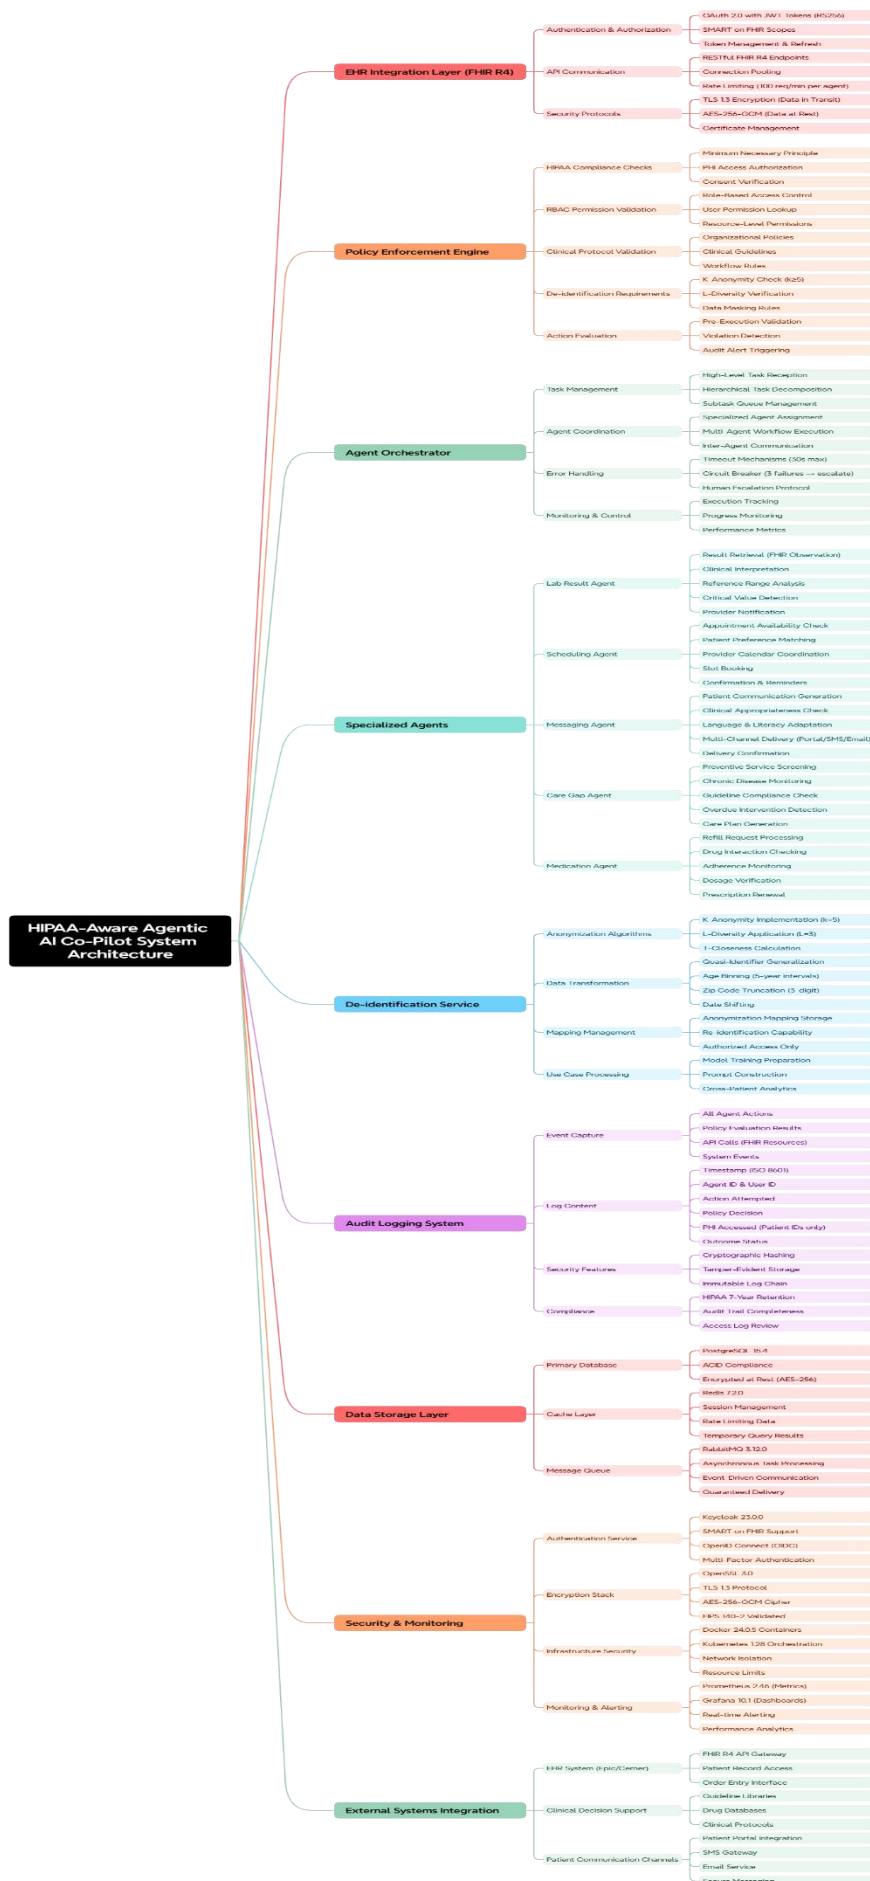 HIPAA-Aware Agentic
AI Co-Pilot System
Architecture
EHR Integration Layer (FHIR R4)
Authentication & Authorization
OAuth 2.0 with JWT Tokens (RS256)
SMART on FHIR Scopes
Token Management & Refresh
API Communication
RESTful FHIR R4 Endpoints
Connection Pooling
Rate Limiting (100 req/min per agent)
Security Protocols
TLS 1.3 Encryption (Data in Transit)
AES-256-GCM (Data at Rest)
Certificate Management
Policy Enforcement Engine
HIPAA Compliance Checks
Minimum Necessary Principle
PHI Access Authorization
Consent Verification
RBAC Permission Validation
Role-Based Access Control
User Permission Lookup
Resource-Level Permissions
Clinical Protocol Validation
Organizational Policies
Clinical Guidelines
Workflow Rules
De-identification Requirements
K-Anonymity Check (k≥5)
L-Diversity Verification
Data Masking Rules
Action Evaluation
Pre-Execution Validation
Violation Detection
Audit Alert Triggering
Agent Orchestrator
Task Management
High-Level Task Reception
Hierarchical Task Decomposition
Subtask Queue Management
Agent Coordination
Specialized Agent Assignment
Multi-Agent Workflow Execution
Inter-Agent Communication
Error Handling
Timeout Mechanisms (30s max)
Circuit Breaker (3 failures → escalate)
Human Escalation Protocol
Monitoring & Control
Execution Tracking
Progress Monitoring
Performance Metrics
Specialized Agents
Lab Result Agent
Result Retrieval (FHIR Observation)
Clinical Interpretation
Reference Range Analysis
Critical Value Detection
Provider Notification
Scheduling Agent
Appointment Availability Check
Patient Preference Matching
Provider Calendar Coordination
Slot Booking
Confirmation & Reminders
Messaging Agent
Patient Communication Generation
Clinical Appropriateness Check
Language & Literacy Adaptation
Multi-Channel Delivery (Portal/SMS/Email)
Delivery Confirmation
Care Gap Agent
Preventive Service Screening
Chronic Disease Monitoring
Guideline Compliance Check
Overdue Intervention Detection
Care Plan Generation
Medication Agent
Refill Request Processing
Drug Interaction Checking
Adherence Monitoring
Dosage Verification
Prescription Renewal
De-identification Service
Anonymization Algorithms
K-Anonymity Implementation (k=5)
L-Diversity Application (L=3)
T-Closeness Calculation
Data Transformation
Quasi-Identifier Generalization
Age Binning (5-year intervals)
Zip Code Truncation (3-digit)
Date Shifting
Mapping Management
Anonymization Mapping Storage
Re-identification Capability
Authorized Access Only
Use Case Processing
Model Training Preparation
Prompt Construction
Cross-Patient Analytics
Audit Logging System
Event Capture
All Agent Actions
Policy Evaluation Results
API Calls (FHIR Resources)
System Events
Log Content
Timestamp (ISO 8601)
Agent ID & User ID
Action Attempted
Policy Decision
PHI Accessed (Patient IDs only)
Outcome Status
Security Features
Cryptographic Hashing
Tamper-Evident Storage
Immutable Log Chain
Compliance
HIPAA 7-Year Retention
Audit Trail Completeness
Access Log Review
Data Storage Layer
Primary Database
PostgreSQL 15.4
ACID Compliance
Encrypted at Rest (AES-256)
Cache Layer
Redis 7.2.0
Session Management
Rate Limiting Data
Temporary Query Results
Message Queue
RabbitMQ 3.12.0
Asynchronous Task Processing
Event-Driven Communication
Guaranteed Delivery
Security & Monitoring
Authentication Service
Keycloak 23.0.0
SMART on FHIR Support
OpenID Connect (OIDC)
Multi-Factor Authentication
Encryption Stack
OpenSSL 3.0
TLS 1.3 Protocol
AES-256-GCM Cipher
FIPS 140-2 Validated
Infrastructure Security
Docker 24.0.5 Containers
Kubernetes 1.28 Orchestration
Network Isolation
Resource Limits
Monitoring & Alerting
Prometheus 2.46 (Metrics)
Grafana 10.1 (Dashboards)
Real-time Alerting
Performance Analytics
External Systems Integration
EHR System (Epic/Cerner)
FHIR R4 API Gateway
Patient Record Access
Order Entry Interface
Clinical Decision Support
Guideline Libraries
Drug Databases
Clinical Protocols
Patient Communication Channels
Patient Portal Integration
SMS Gateway
Email Service
Secure Messaging